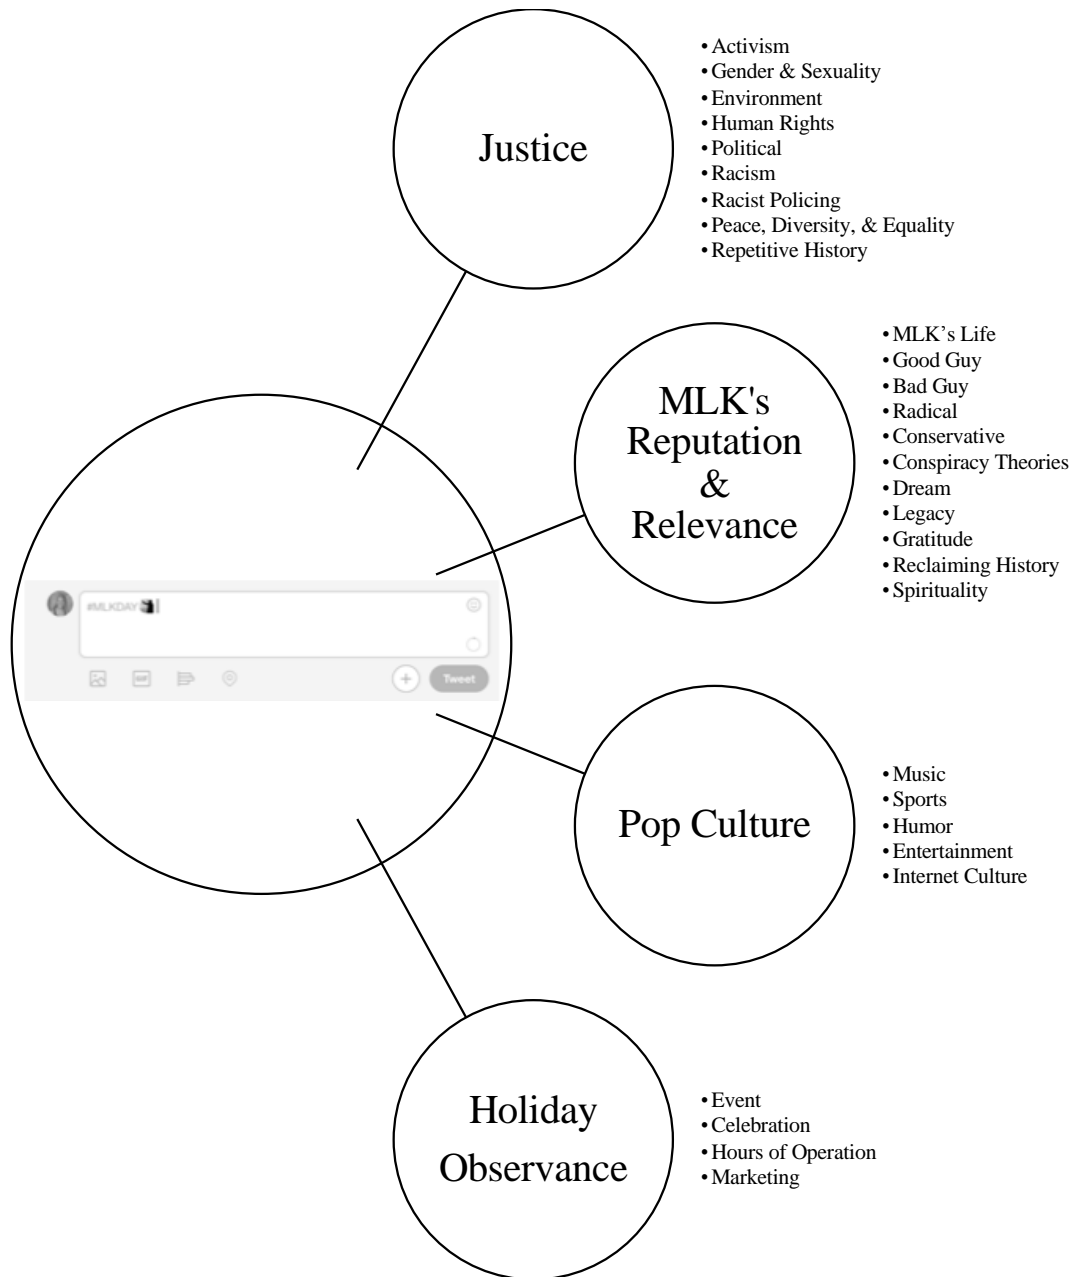 Justice
• Activism
• Gender & Sexuality
• Environment
• Human Rights
• Political
• Racism
• Racist Policing
• Peace, Diversity, & Equality
• Repetitive History
MLK's
Reputation
&
Relevance
• MLK’s Life
• Good Guy
• Bad Guy
• Radical
• Conservative
• Conspiracy Theories
• Dream
• Legacy
• Gratitude
• Reclaiming History
• Spirituality
#MLKDAY
GIF
Tweet
Pop Culture
• Music
• Sports
• Humor
• Entertainment
• Internet Culture
Holiday
Observance
• Event
• Celebration
• Hours of Operation
• Marketing